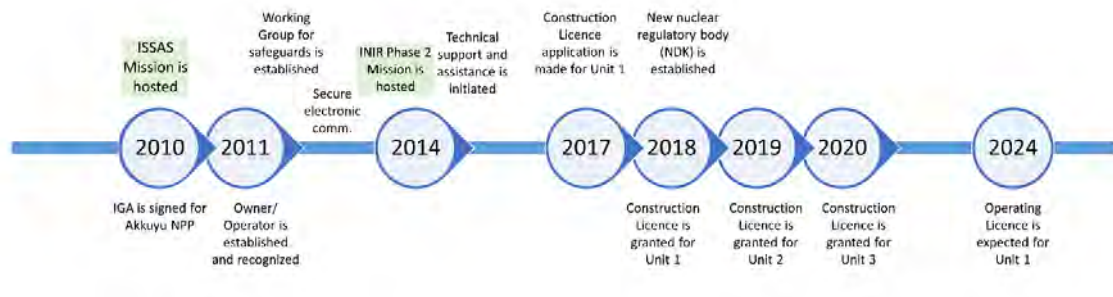 ISSAS
Mission is
hosted
Working
Group for
safeguards is
established
Secure
electronic
comm.
INIR Phase 2
Mission is
hosted
Technical
support and
assistance is
initiated
Construction
Licence
application is
made for Unit 1
New nuclear
regulatory body
(NDK) is
established
2010
2011
2014
2017
2018
2019
2020
2024
IGA is signed for
Akkuyu NPP
Owner/
Operator is
established
and recognized
Construction
Licence is
granted for
Unit 1
Construction
Licence is
granted for
Unit 2
Construction
Licence is
granted for
Unit 3
Operating
Licence is
expected for
Unit 1